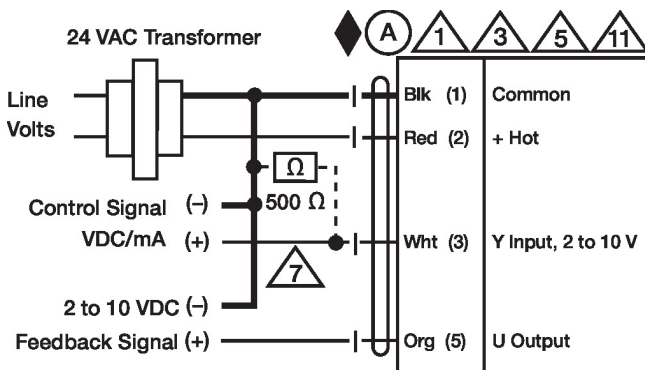 24 VAC Transformer
A 1 3 5 11
Line
Volts
Blk (1) Common
Red (2) + Hot
Ω
500 Ω
Control Signal (-)
VDC/mA (+)
Wht (3) Y Input, 2 to 10 V
7
2 to 10 VDC (-)
Feedback Signal (+)
Org (5) U Output